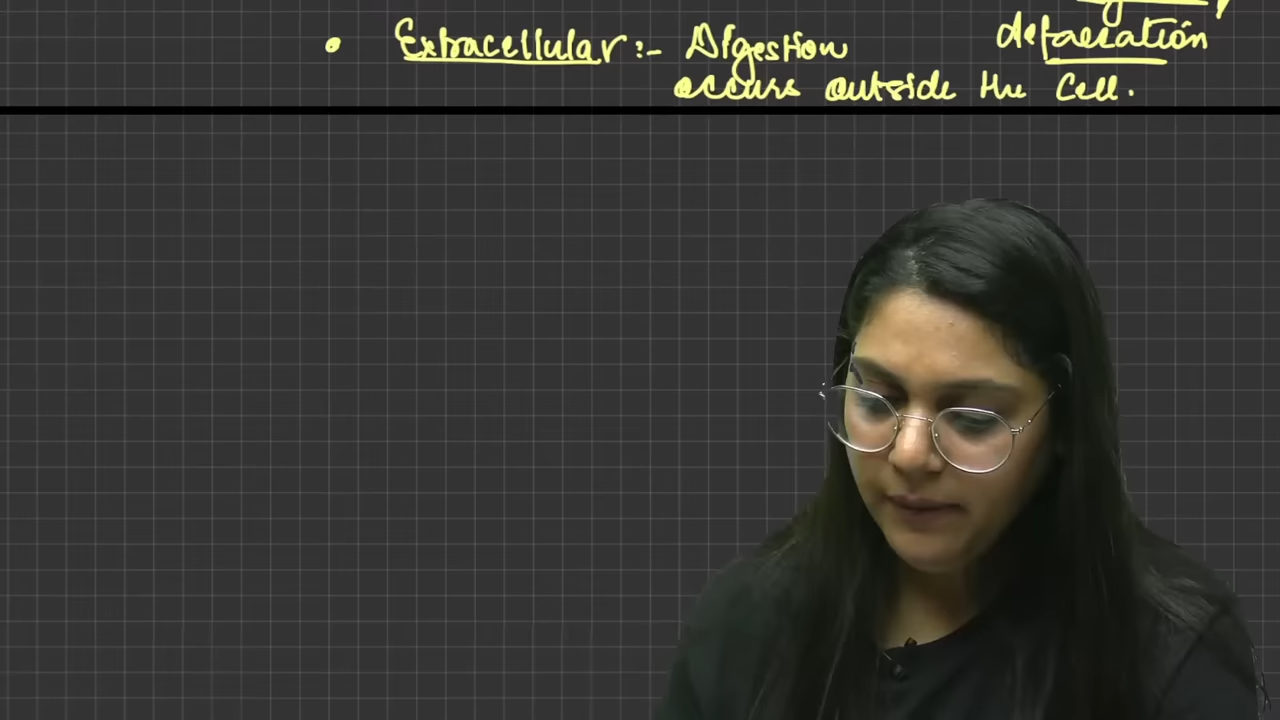 • Extracellular :- Digestion
occurs outside the cell.
defaecation